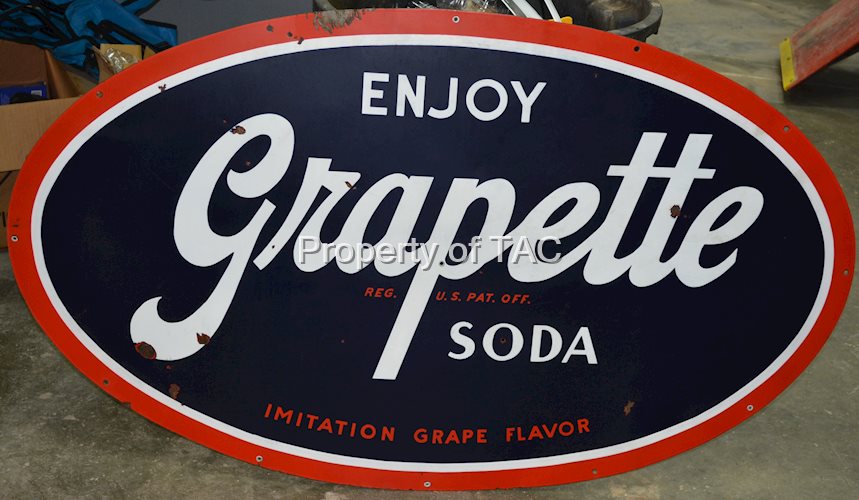 ENJOY
Grapette
Property of TAC
REG. U.S. PAT. OFF.
SODA
IMITATION GRAPE FLAVOR